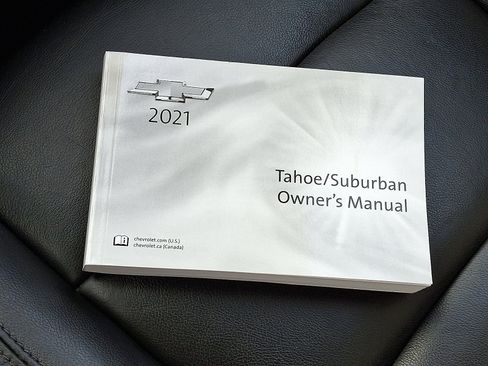 2021
Tahoe/Suburban
Owner's Manual
chevrolet.com (U.S.)
chevrolet.ca (Canada)